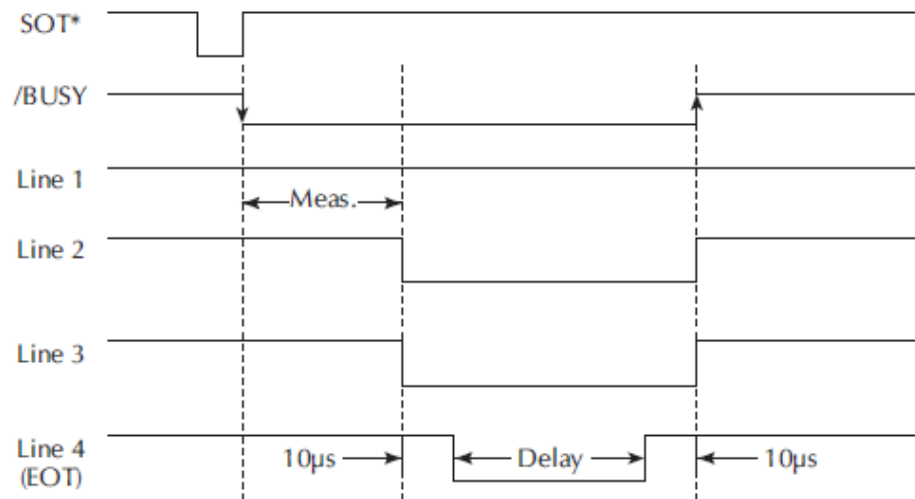 SOT*
/BUSY
Line 1
Meas.
Line 2
Line 3
Line 4
(EOT)
10µs
Delay
10µs